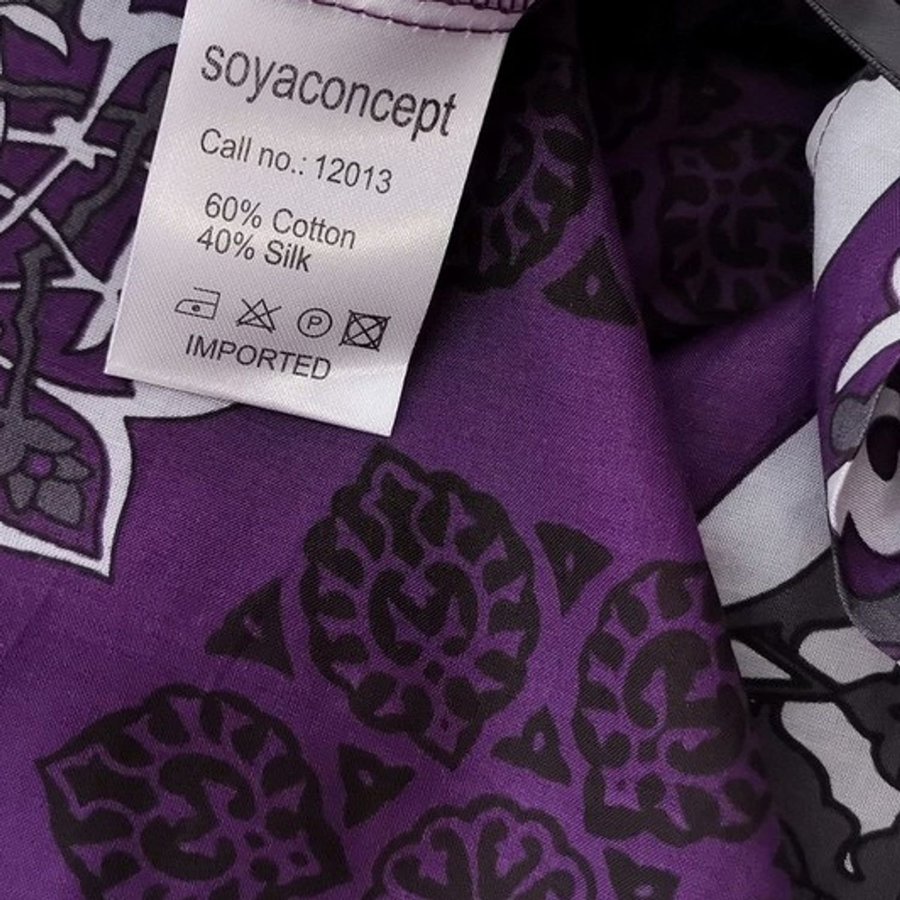 soyaconcept
Call no.: 12013
60% Cotton
40% Silk
P
IMPORTED